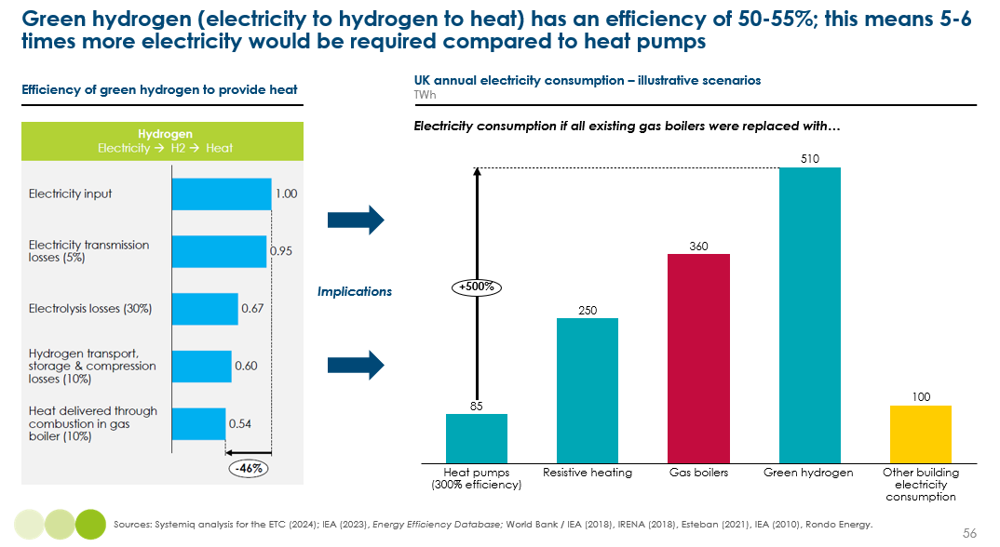 Green hydrogen (electricity to hydrogen to heat) has an efficiency of 50-55%; this means 5-6
times more electricity would be required compared to heat pumps
Efficiency of green hydrogen to provide heat
Hydrogen
Electricity → H2 → Heat
Electricity input
1.00
Electricity transmission
losses (5%)
0.95
Electrolysis losses (30%)
0.67
Hydrogen transport,
storage & compression
losses (10%)
0.60
Heat delivered through
combustion in gas
boiler (10%)
0.54
-46%
Implications
UK annual electricity consumption – illustrative scenarios
TWh
Electricity consumption if all existing gas boilers were replaced with…
+500%
85
250
360
510
100
Heat pumps
(300% efficiency)
Resistive heating
Gas boilers
Green hydrogen
Other building
electricity
consumption
Sources: Systemiq analysis for the ETC (2024); IEA (2023), Energy Efficiency Database; World Bank / IEA (2018), IRENA (2018), Esteban (2021), IEA (2010), Rondo Energy.
56